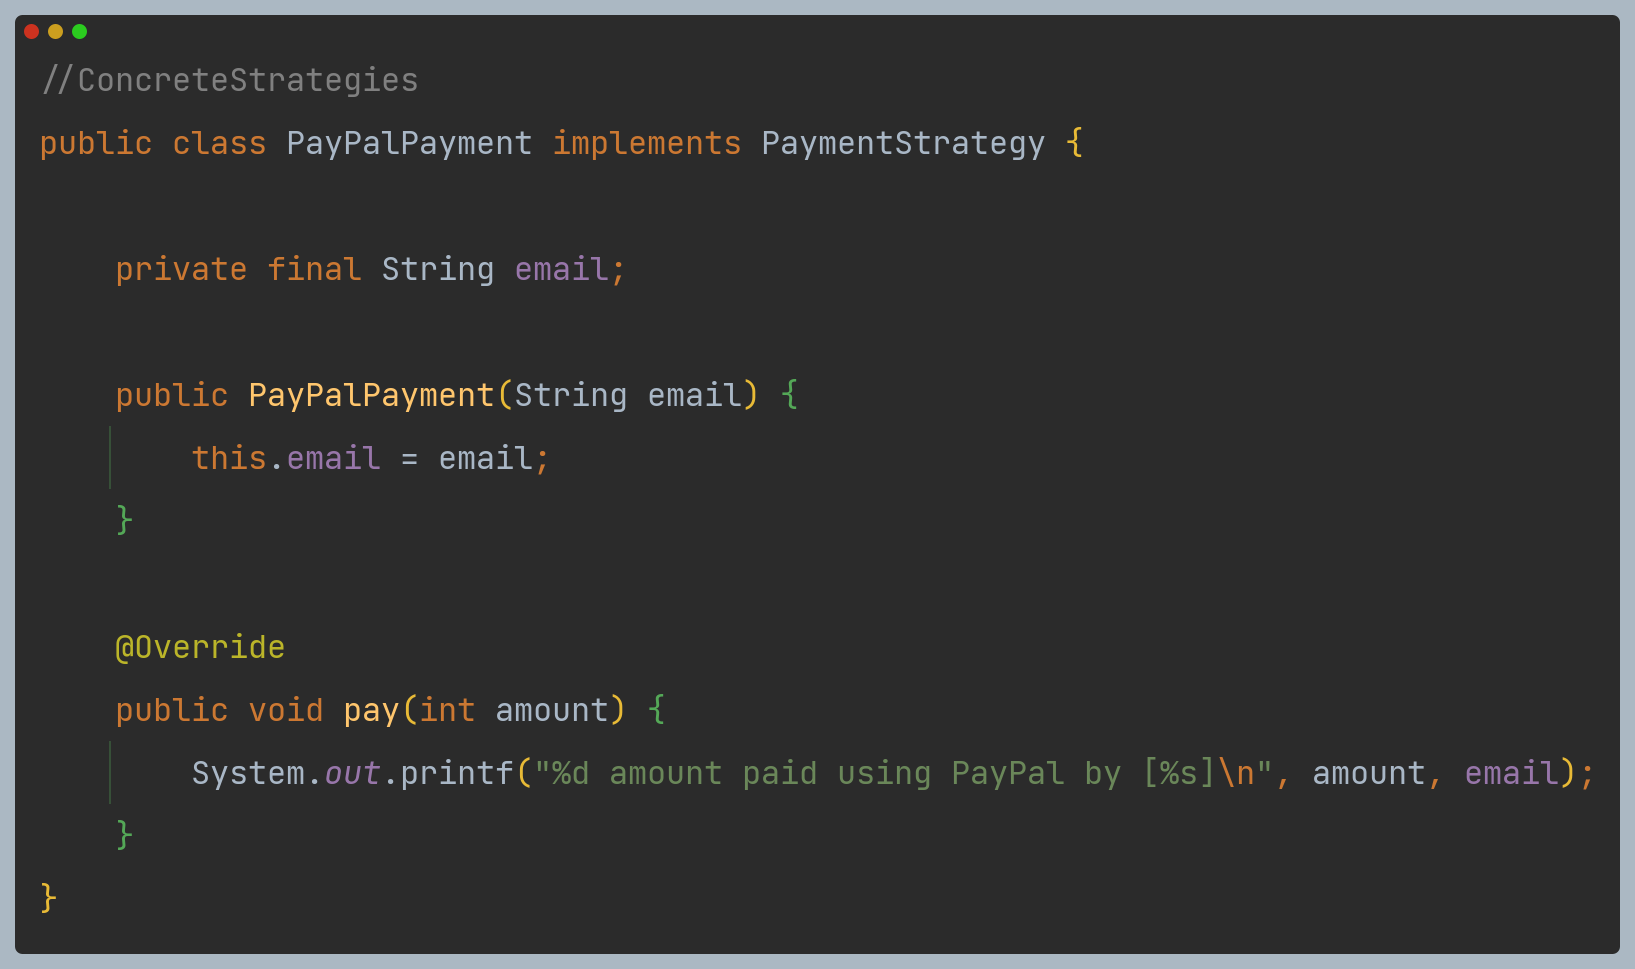 //ConcreteStrategies
public class PayPalPayment implements PaymentStrategy {
private final String email;
public PayPalPayment(String email) {
this.email = email;
}
@Override
public void pay(int amount) {
System.out.printf("%d amount paid using PayPal by [%s]\n", amount, email);
}
}